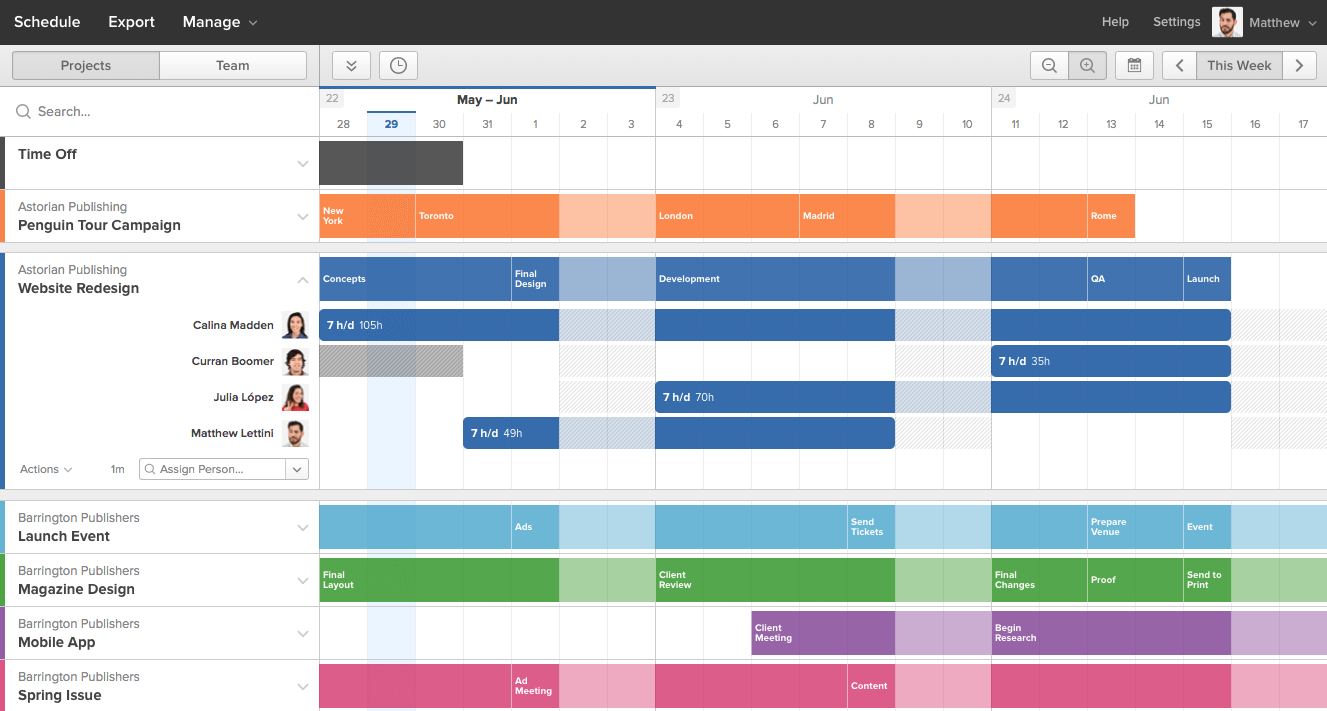 Schedule Export Manage Help Settings Matthew
Projects Team This Week
Search...
22 May – Jun 23 Jun 24 Jun
28 29 30 31 1 2 3 4 5 6 7 8 9 10 11 12 13 14 15 16 17
Time Off
Astorian Publishing
Penguin Tour Campaign
New
York
Toronto
London
Madrid
Rome
Astorian Publishing
Website Redesign
Concepts
Final
Design
Development
QA
Launch
Calina Madden
7 h/d 105h
Curran Boomer
7 h/d 35h
Julia López
7 h/d 70h
Matthew Lettini
7 h/d 49h
Actions 1m Assign Person...
Barrington Publishers
Launch Event
Ads
Send
Tickets
Prepare
Venue
Event
Barrington Publishers
Magazine Design
Final
Layout
Client
Review
Final
Changes
Proof
Send to
Print
Barrington Publishers
Mobile App
Client
Meeting
Begin
Research
Barrington Publishers
Spring Issue
Ad
Meeting
Content